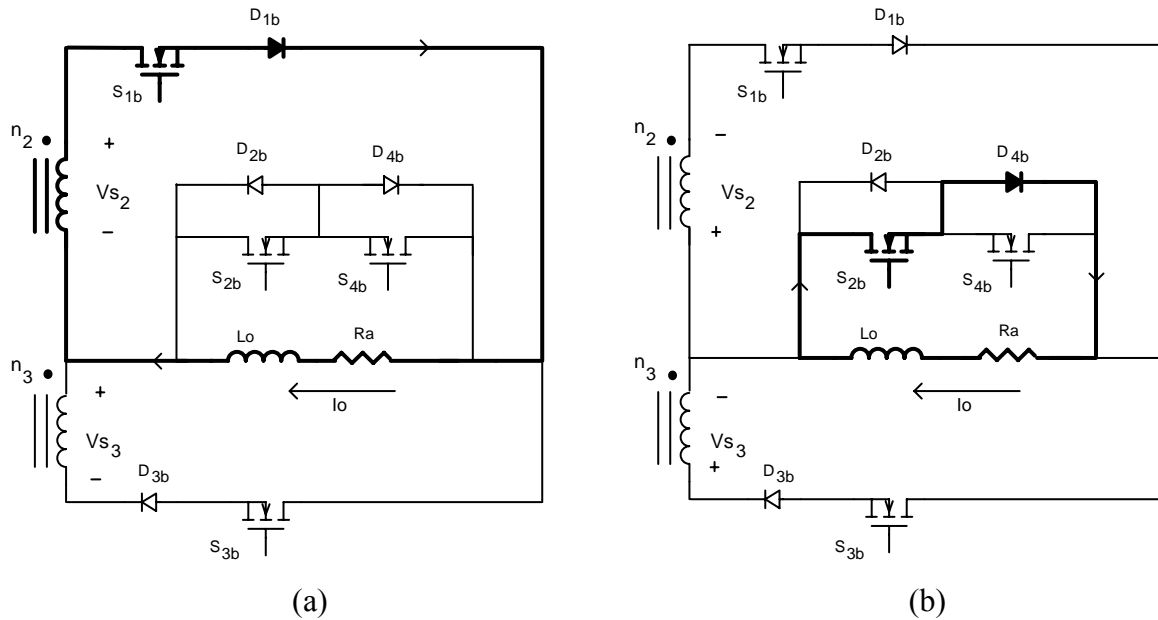 D1b
S1b
n2
+
Vs2
−
D2b
D4b
S2b
S4b
Lo
Ra
Io
n3
+
Vs3
−
D3b
S3b
(a)
D1b
S1b
n2
−
Vs2
+
D2b
D4b
S2b
S4b
Lo
Ra
Io
n3
−
Vs3
+
D3b
S3b
(b)